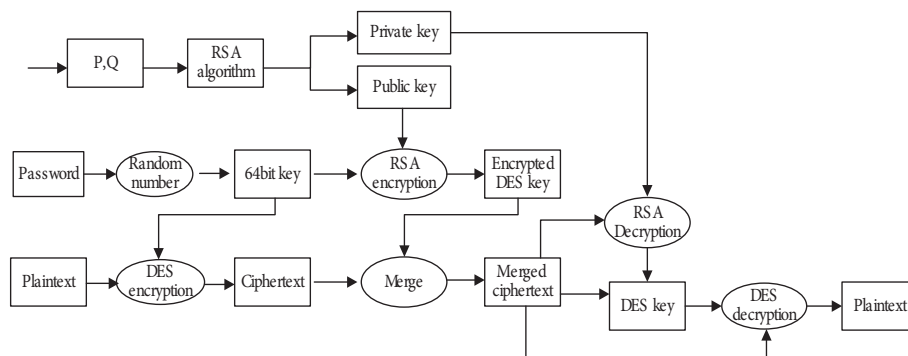 Private key
P,Q
RSA
algorithm
Public key
Password
Random
number
64bit key
RSA
encryption
Encrypted
DES key
RSA
Decryption
Plaintext
DES
encryption
Ciphertext
Merge
Merged
ciphertext
DES key
DES
decryption
Plaintext